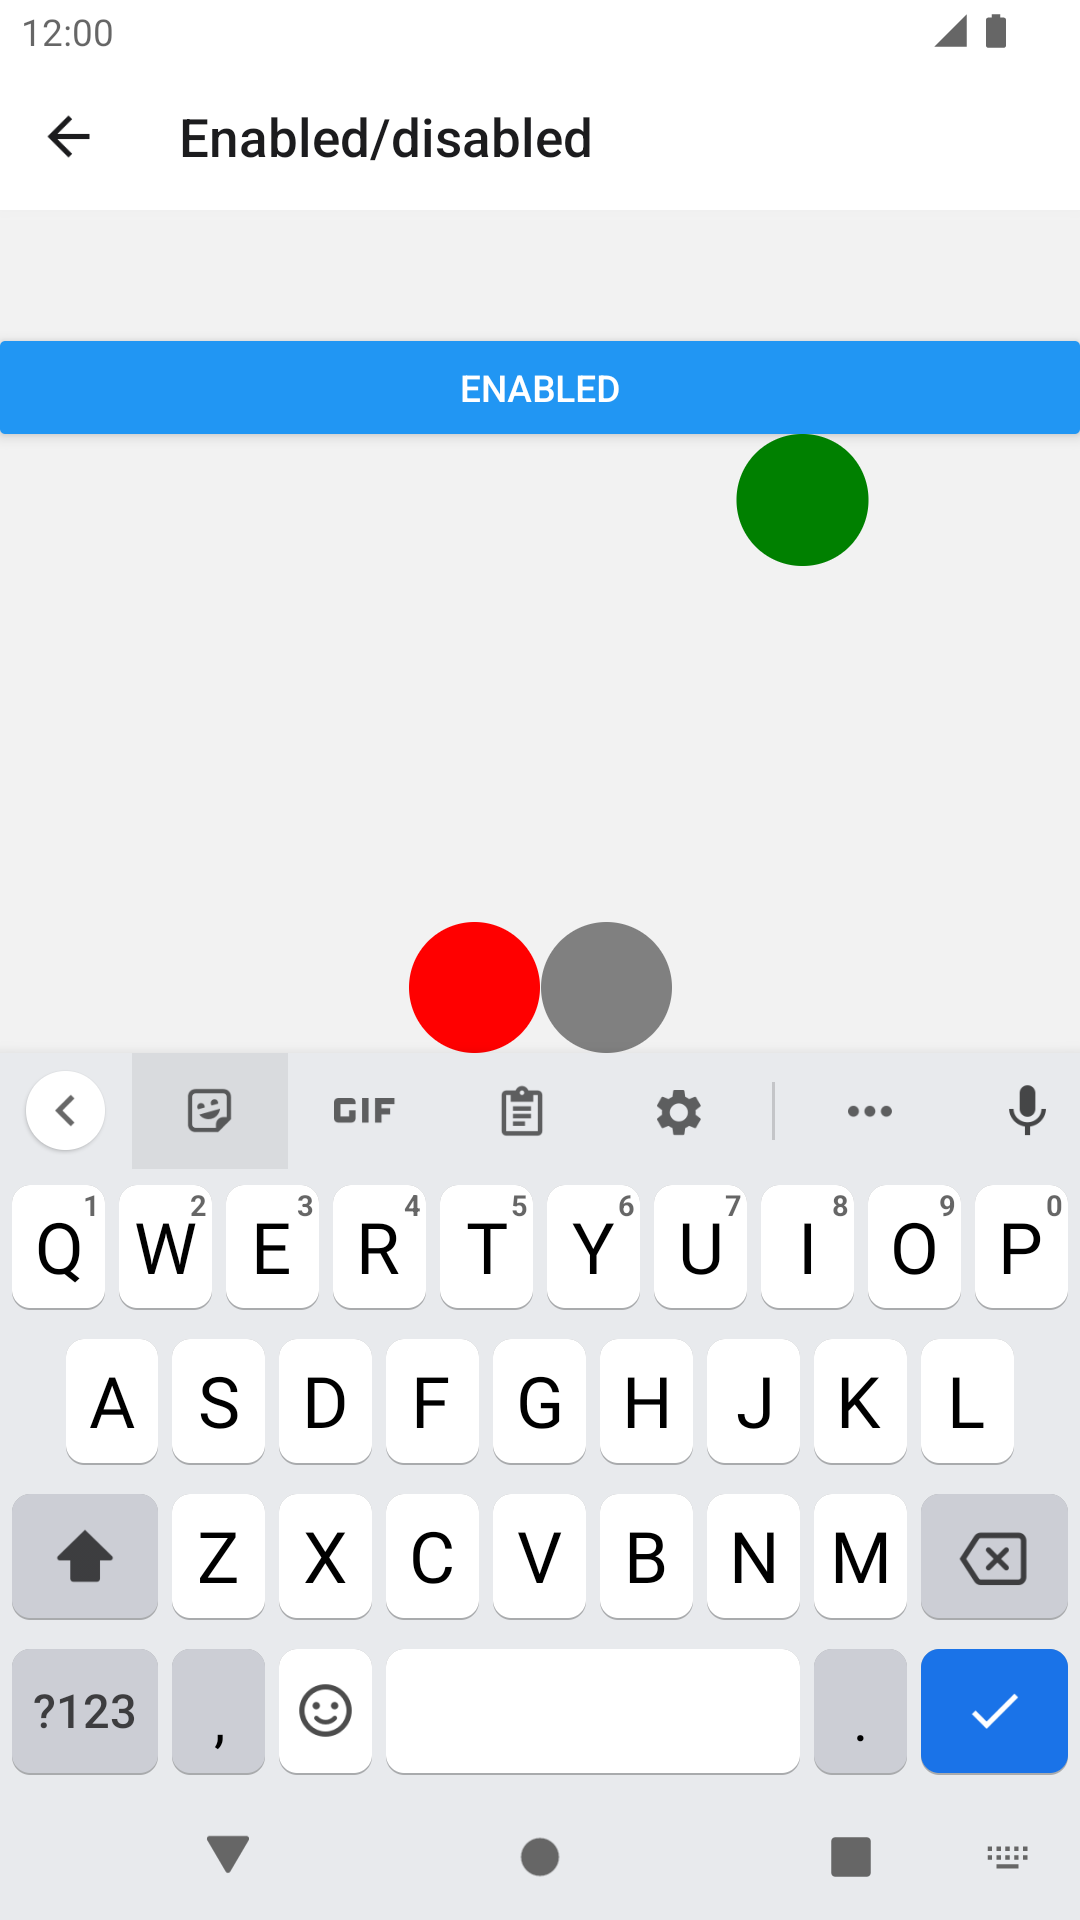 12:00
Enabled/disabled
ENABLED
GIF
1 2 3 4 5 6 7 8 9 0
Q W E R T Y U I O P
A S D F G H J K L
Z X C V B N M
?123 , .